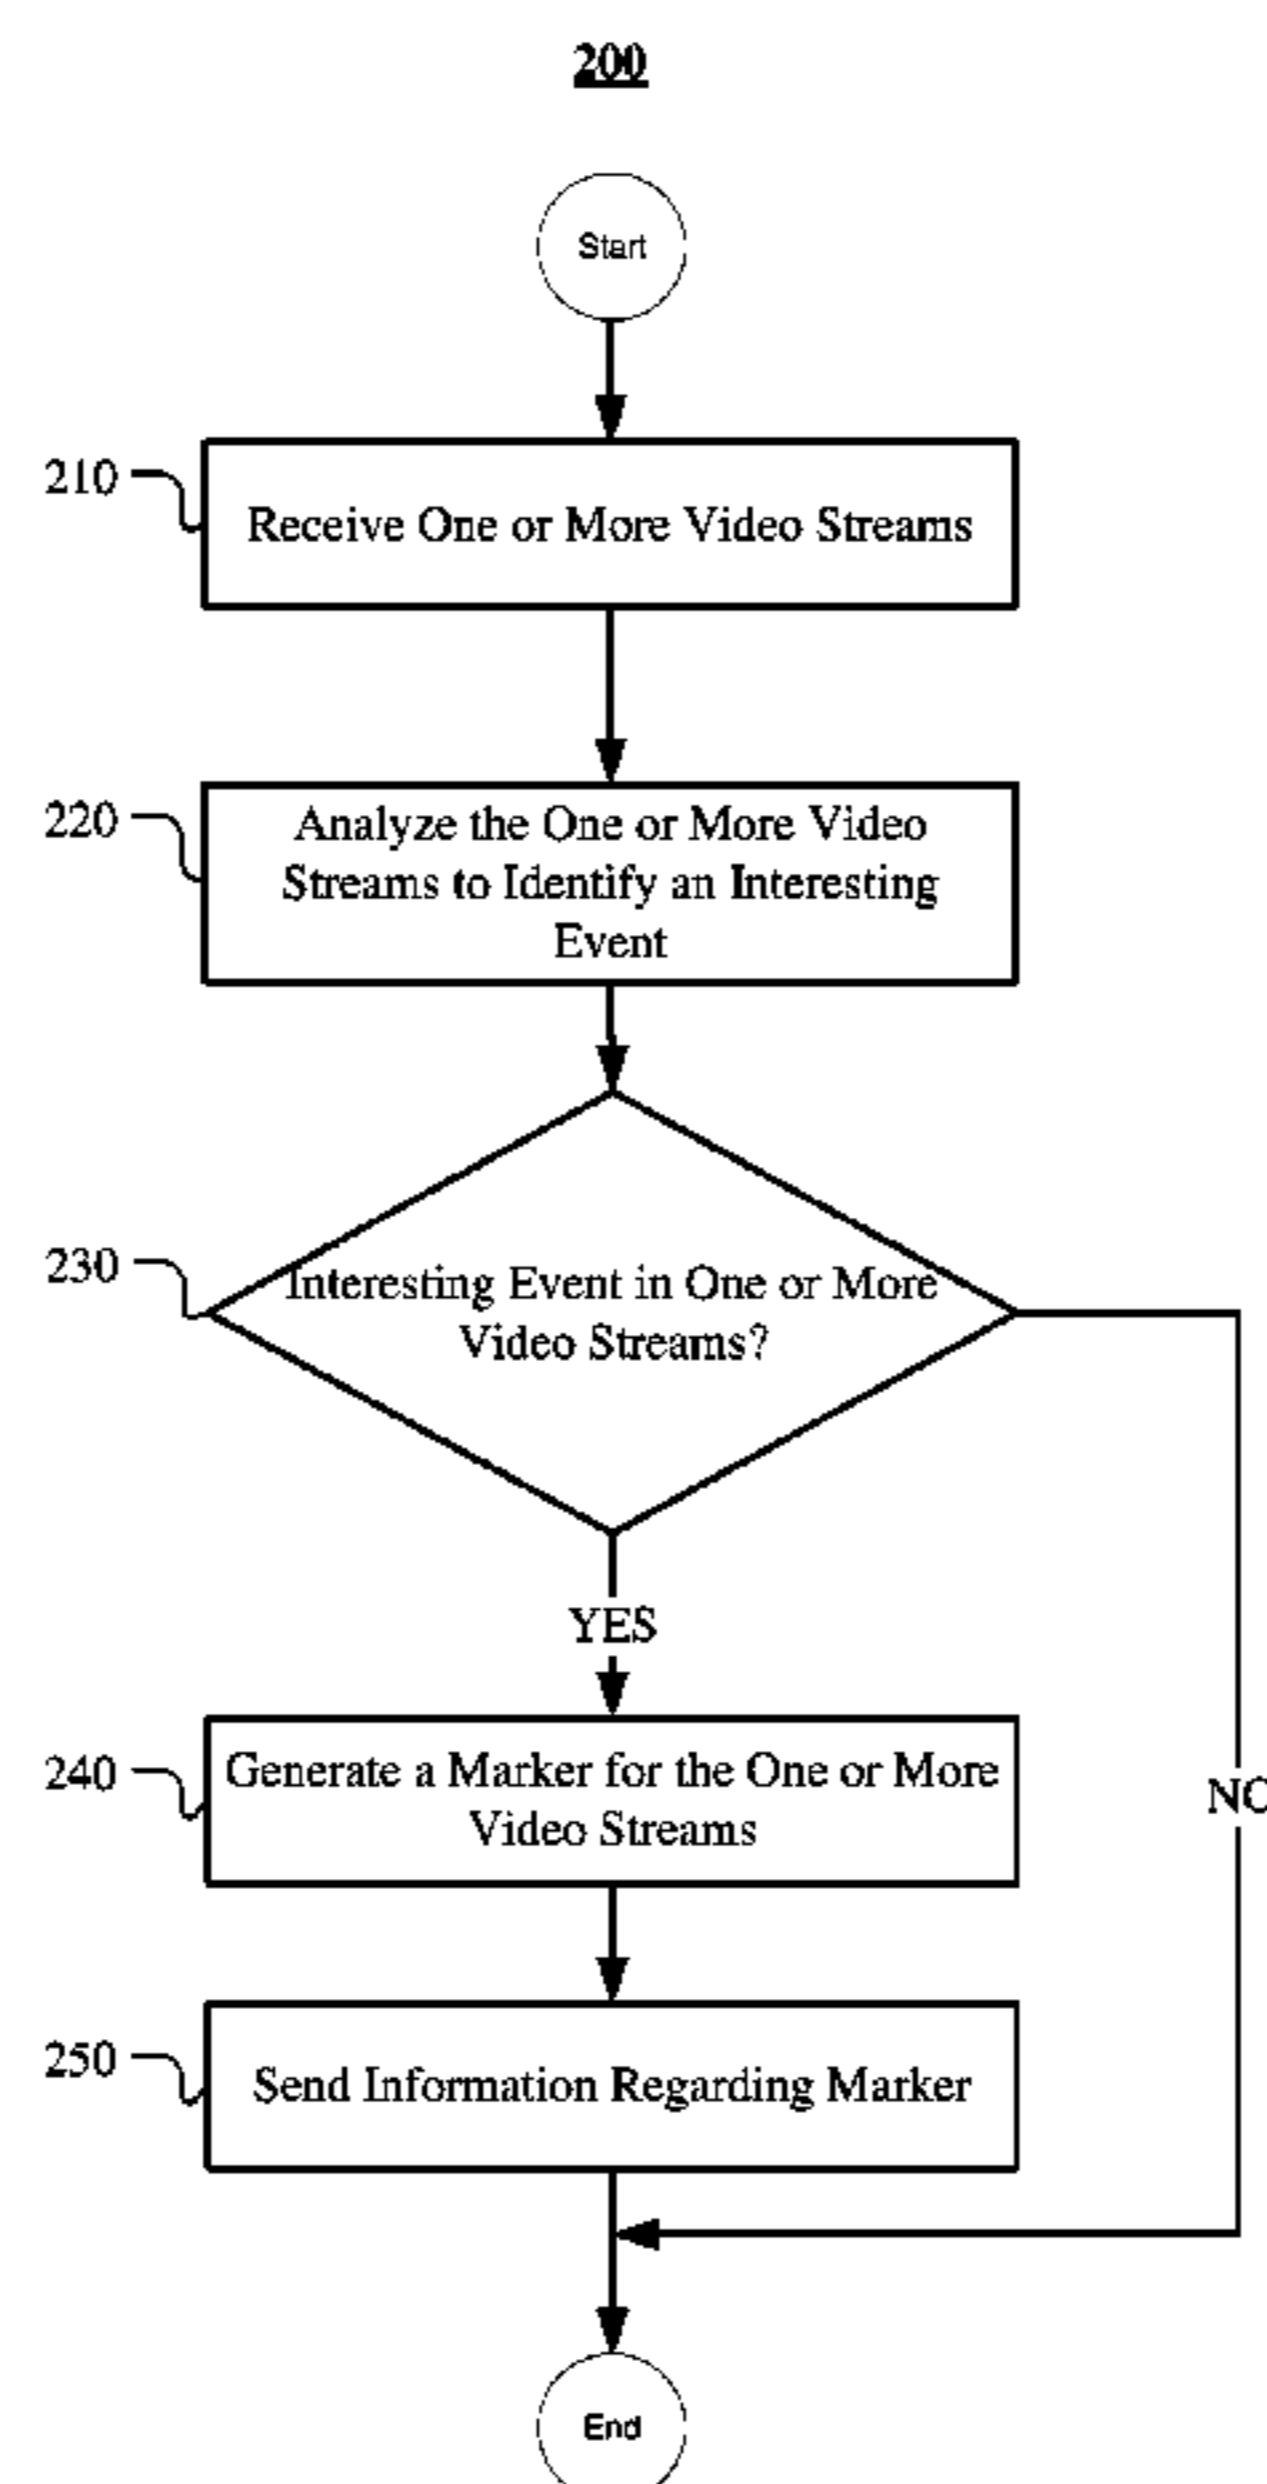 200
Start
210
Receive One or More Video Streams
220
Analyze the One or More Video
Streams to Identify an Interesting
Event
230
Interesting Event in One or More
Video Streams?
YES
240
Generate a Marker for the One or More
Video Streams
NO
250
Send Information Regarding Marker
End